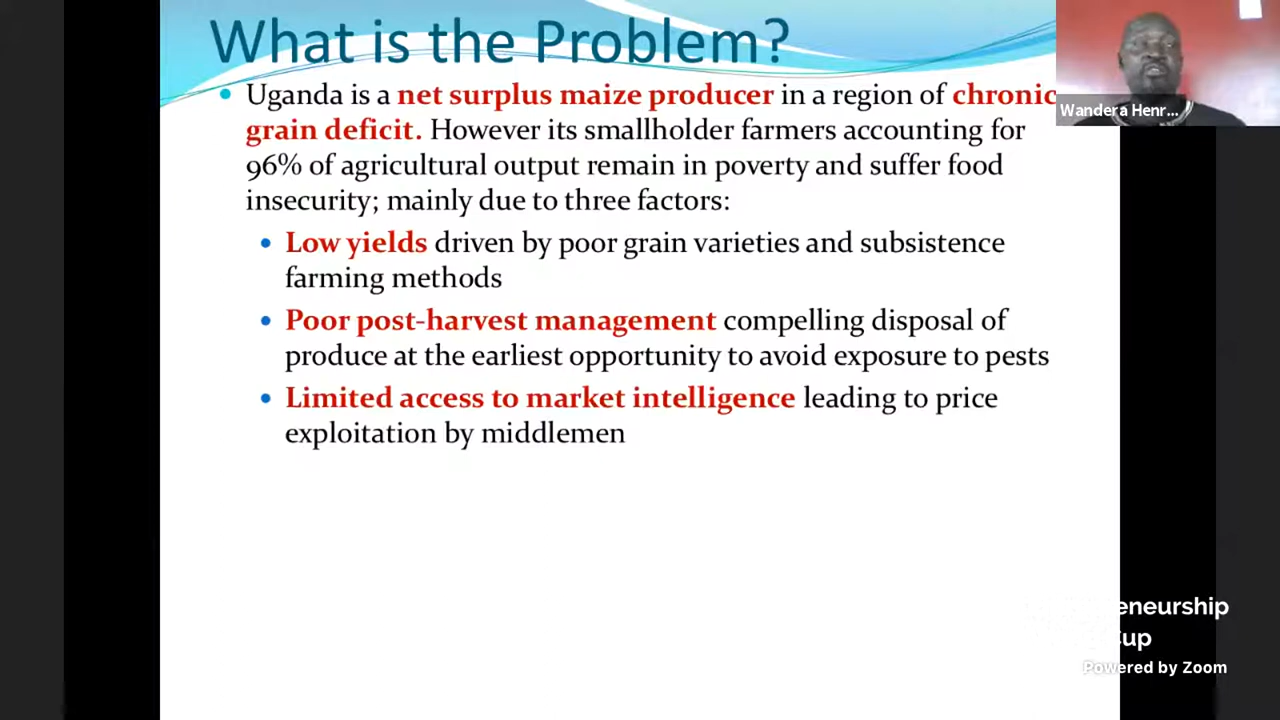 What is the Problem?
Uganda is a net surplus maize producer in a region of chronic
grain deficit. However its smallholder farmers accounting for
96% of agricultural output remain in poverty and suffer food
insecurity; mainly due to three factors:
Low yields driven by poor grain varieties and subsistence
farming methods
Poor post-harvest management compelling disposal of
produce at the earliest opportunity to avoid exposure to pests
Limited access to market intelligence leading to price
exploitation by middlemen
Wandera Henr...
eneurship
up
Powered by Zoom